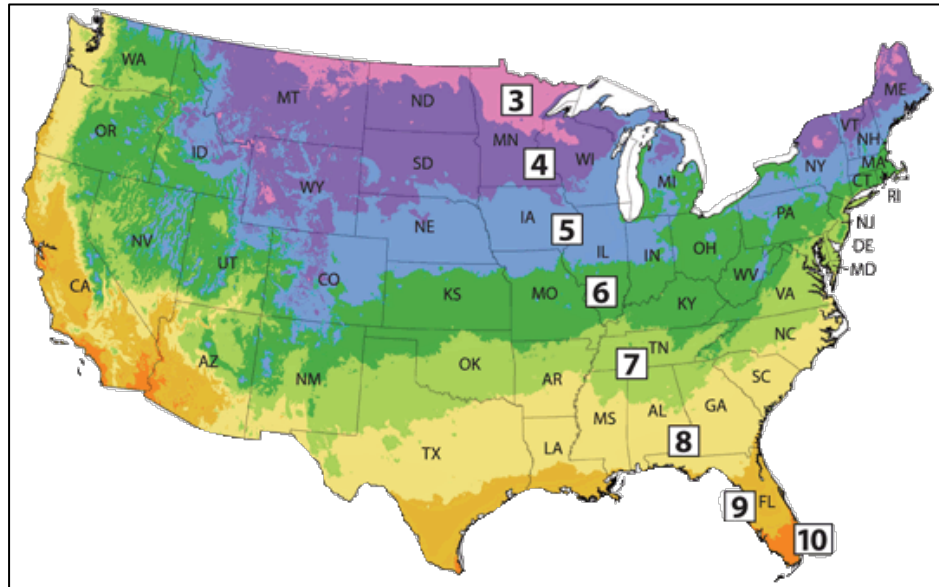 WA
MT
ND
3
ME
OR
ID
MN
VT
NH
SD
4
WI
NY
MA
WY
MI
CT
RI
IA
PA
NE
5
NJ
NV
IL
IN
OH
DE
UT
CO
WV
MD
CA
KS
MO
6
KY
VA
NC
TN
AZ
OK
7
NM
AR
SC
MS
AL
GA
8
TX
LA
9
FL
10